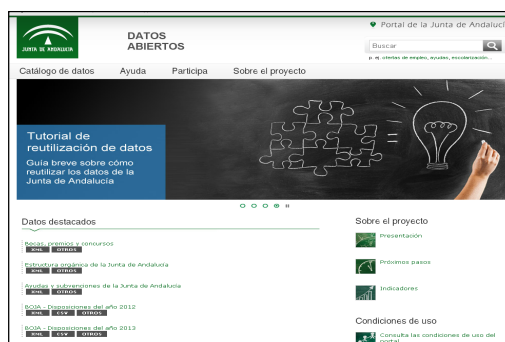 Portal de la Junta de Andalucí
JUNTA DE ANDALUCIA
DATOS
ABIERTOS
Buscar
p. ej. ofertas de empleo, ayudas, escolarización...
Catálogo de datos
Ayuda
Participa
Sobre el proyecto
Tutorial de
reutilización de datos
Guía breve sobre cómo
reutilizar los datos de la
Junta de Andalucía
Datos destacados
Becas, premios y concursos
XML OTROS
Estructura orgánica de la Junta de Andalucía
XML OTROS
Ayudas y subvenciones de la Junta de Andalucía
XML OTROS
BOJA - Disposiciones del año 2012
XML CSV OTROS
BOJA - Disposiciones del año 2013
XML CSV OTROS
Sobre el proyecto
Presentación
Próximos pasos
Indicadores
Condiciones de uso
Consulta las condiciones de uso del
portal